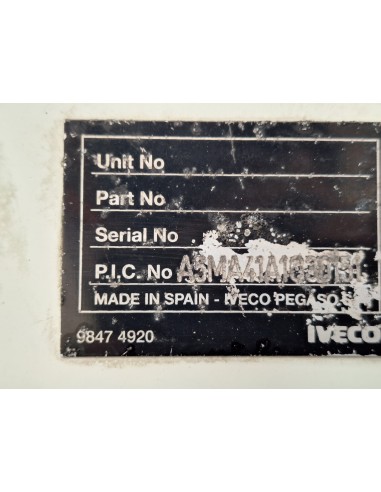 Unit No
Part No
Serial No
P.I.C. No
MADE IN SPAIN - IVECO PEGASO
9847 4920 IVECO